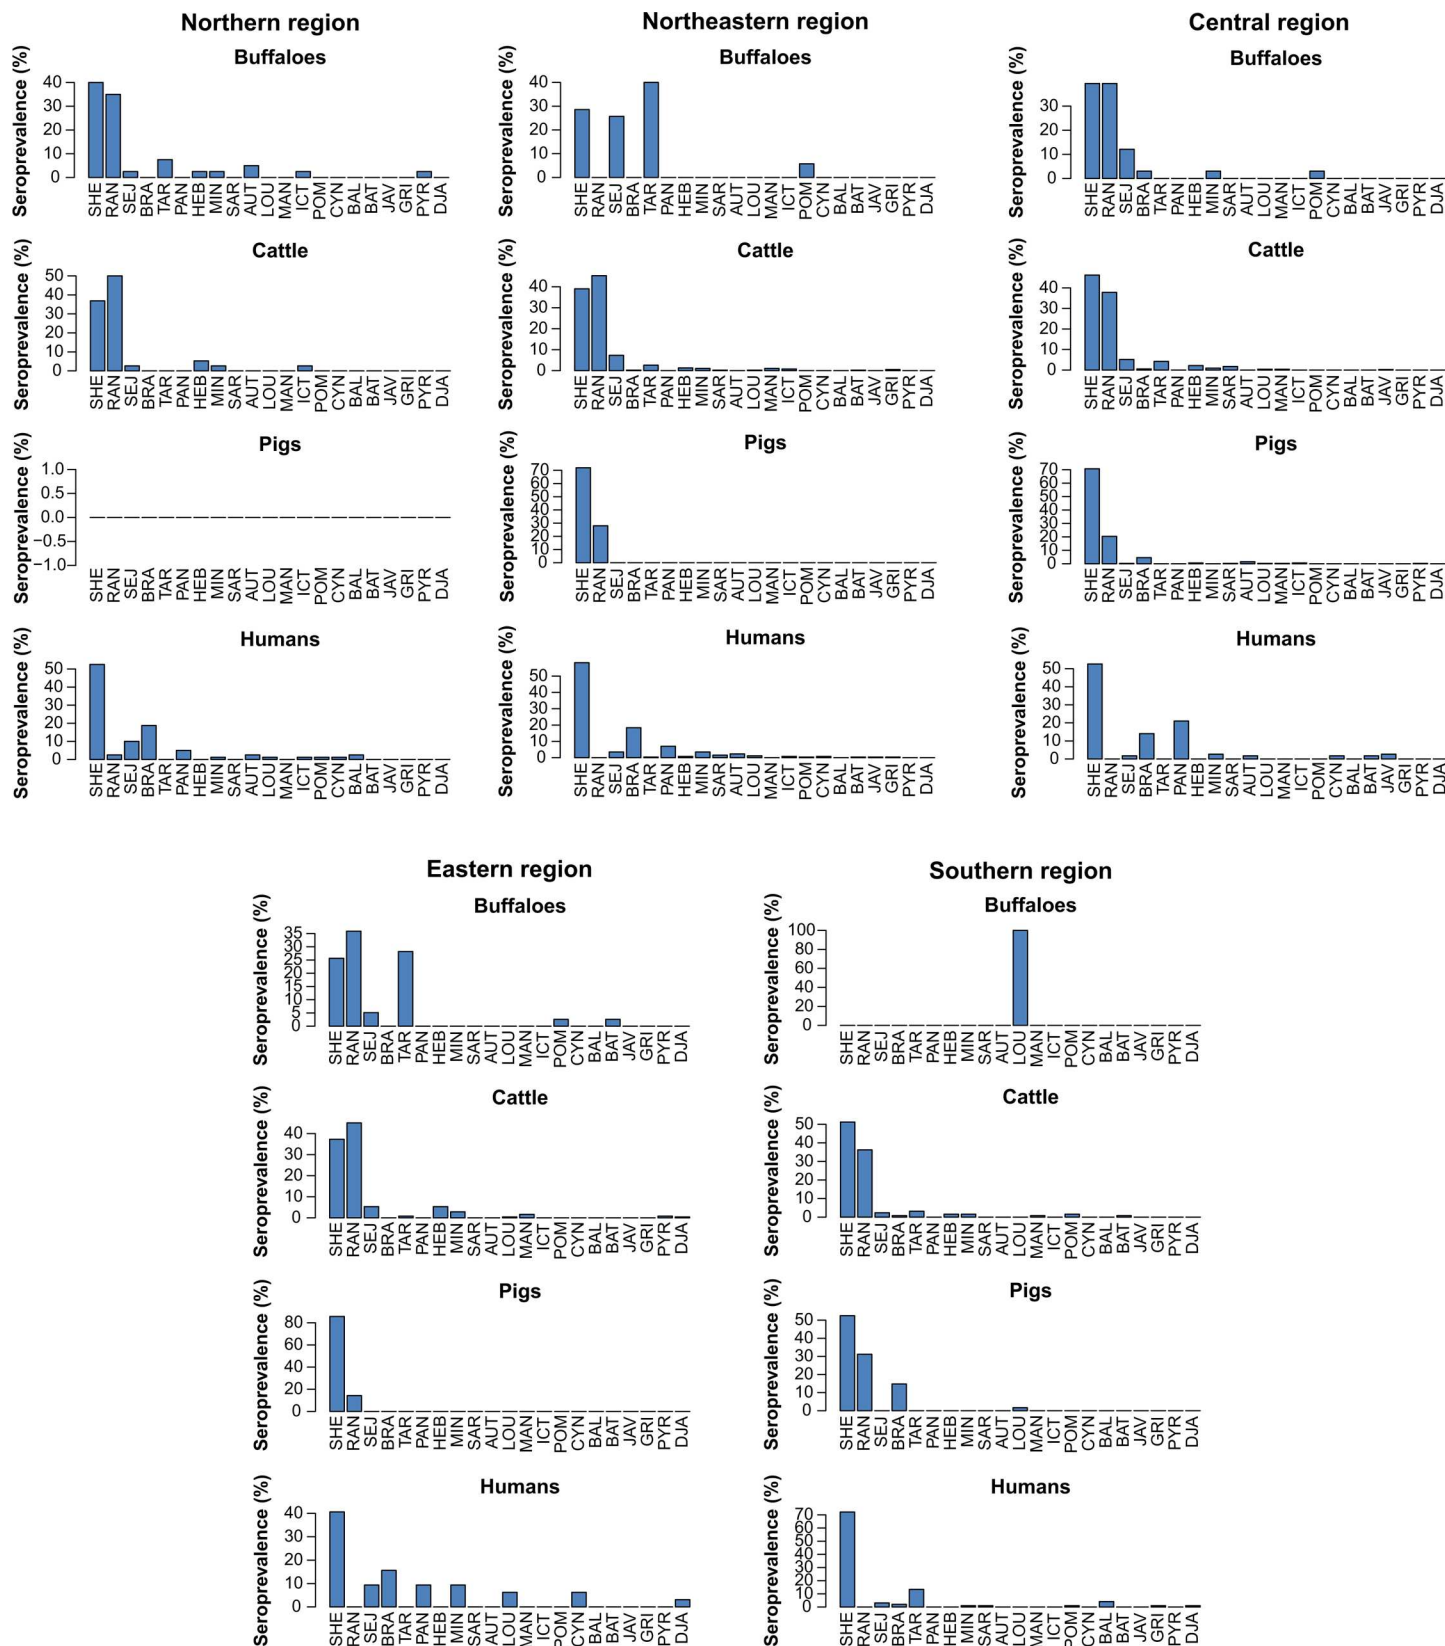 Northern region
Buffaloes
Seroprevalence (%)
40
30
20
10
0
SHE RAN SEJ BRA TAR PAN HEB MIN SAR AUT LOU MAN ICT POM CYN BAL BAT JAV GRI PYR DJA
Cattle
Seroprevalence (%)
50
40
30
20
10
0
SHE RAN SEJ BRA TAR PAN HEB MIN SAR AUT LOU MAN ICT POM CYN BAL BAT JAV GRI PYR DJA
Pigs
Seroprevalence (%)
1.0
0.5
0.0
−0.5
−1.0
SHE RAN SEJ BRA TAR PAN HEB MIN SAR AUT LOU MAN ICT POM CYN BAL BAT JAV GRI PYR DJA
Humans
Seroprevalence (%)
50
40
30
20
10
0
SHE RAN SEJ BRA TAR PAN HEB MIN SAR AUT LOU MAN ICT POM CYN BAL BAT JAV GRI PYR DJA
Northeastern region
Buffaloes
Seroprevalence (%)
40
30
20
10
0
SHE RAN SEJ BRA TAR PAN HEB MIN SAR AUT LOU MAN ICT POM CYN BAL BAT JAV GRI PYR DJA
Cattle
Seroprevalence (%)
40
30
20
10
0
SHE RAN SEJ BRA TAR PAN HEB MIN SAR AUT LOU MAN ICT POM CYN BAL BAT JAV GRI PYR DJA
Pigs
Seroprevalence (%)
70
60
50
40
30
20
10
0
SHE RAN SEJ BRA TAR PAN HEB MIN SAR AUT LOU MAN ICT POM CYN BAL BAT JAV GRI PYR DJA
Humans
Seroprevalence (%)
50
40
30
20
10
0
SHE RAN SEJ BRA TAR PAN HEB MIN SAR AUT LOU MAN ICT POM CYN BAL BAT JAV GRI PYR DJA
Central region
Buffaloes
Seroprevalence (%)
30
20
10
0
SHE RAN SEJ BRA TAR PAN HEB MIN SAR AUT LOU MAN ICT POM CYN BAL BAT JAV GRI PYR DJA
Cattle
Seroprevalence (%)
40
30
20
10
0
SHE RAN SEJ BRA TAR PAN HEB MIN SAR AUT LOU MAN ICT POM CYN BAL BAT JAV GRI PYR DJA
Pigs
Seroprevalence (%)
70
60
50
40
30
20
10
0
SHE RAN SEJ BRA TAR PAN HEB MIN SAR AUT LOU MAN ICT POM CYN BAL BAT JAV GRI PYR DJA
Humans
Seroprevalence (%)
50
40
30
20
10
0
SHE RAN SEJ BRA TAR PAN HEB MIN SAR AUT LOU MAN ICT POM CYN BAL BAT JAV GRI PYR DJA
Eastern region
Buffaloes
Seroprevalence (%)
35
30
25
20
15
10
5
0
SHE RAN SEJ BRA TAR PAN HEB MIN SAR AUT LOU MAN ICT POM CYN BAL BAT JAV GRI PYR DJA
Cattle
Seroprevalence (%)
40
30
20
10
0
SHE RAN SEJ BRA TAR PAN HEB MIN SAR AUT LOU MAN ICT POM CYN BAL BAT JAV GRI PYR DJA
Pigs
Seroprevalence (%)
80
60
40
20
0
SHE RAN SEJ BRA TAR PAN HEB MIN SAR AUT LOU MAN ICT POM CYN BAL BAT JAV GRI PYR DJA
Humans
Seroprevalence (%)
40
30
20
10
0
SHE RAN SEJ BRA TAR PAN HEB MIN SAR AUT LOU MAN ICT POM CYN BAL BAT JAV GRI PYR DJA
Southern region
Buffaloes
Seroprevalence (%)
100
80
60
40
20
0
SHE RAN SEJ BRA TAR PAN HEB MIN SAR AUT LOU MAN ICT POM CYN BAL BAT JAV GRI PYR DJA
Cattle
Seroprevalence (%)
50
40
30
20
10
0
SHE RAN SEJ BRA TAR PAN HEB MIN SAR AUT LOU MAN ICT POM CYN BAL BAT JAV GRI PYR DJA
Pigs
Seroprevalence (%)
50
40
30
20
10
0
SHE RAN SEJ BRA TAR PAN HEB MIN SAR AUT LOU MAN ICT POM CYN BAL BAT JAV GRI PYR DJA
Humans
Seroprevalence (%)
70
60
50
40
30
20
10
0
SHE RAN SEJ BRA TAR PAN HEB MIN SAR AUT LOU MAN ICT POM CYN BAL BAT JAV GRI PYR DJA